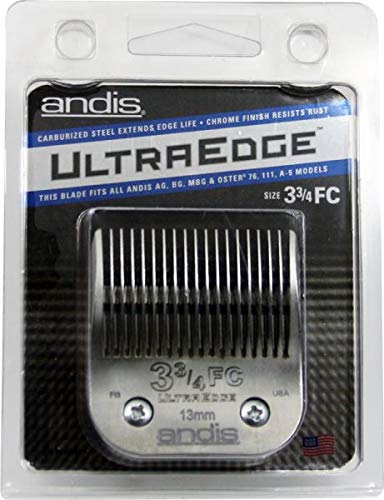 andis
CARBURIZED STEEL EXTENDS EDGE LIFE • CHROME FINISH RESISTS RUST
ULTRAEDGE™
THIS BLADE FITS ALL ANDIS AG, BG, MBG & OSTER® 76, 111, A-5 MODELS
SIZE 3¾ FC
3¾ FC
ULTRAEDGE
USA
13mm
andis